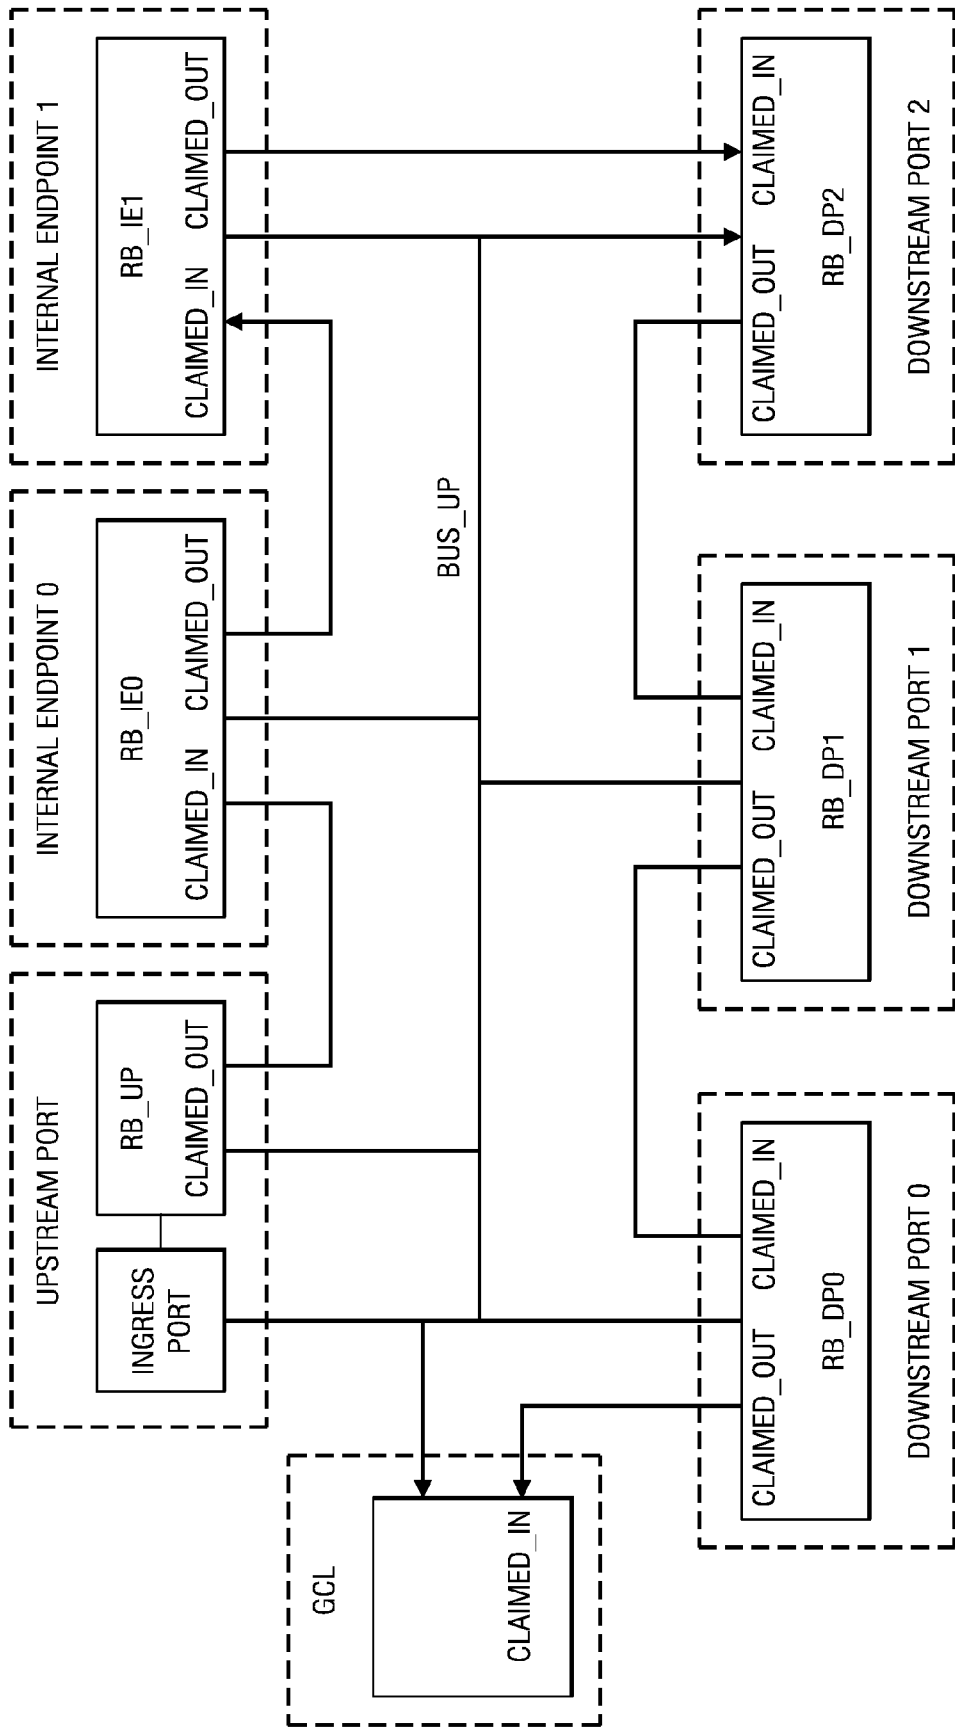 GCL
CLAIMED_IN
UPSTREAM PORT
INGRESS
PORT
RB_UP
CLAIMED_OUT
INTERNAL ENDPOINT 0
RB_IE0
CLAIMED_IN
CLAIMED_OUT
INTERNAL ENDPOINT 1
RB_IE1
CLAIMED_IN
CLAIMED_OUT
BUS_UP
CLAIMED_OUT
CLAIMED_IN
RB_DP0
DOWNSTREAM PORT 0
CLAIMED_OUT
CLAIMED_IN
RB_DP1
DOWNSTREAM PORT 1
CLAIMED_OUT
CLAIMED_IN
RB_DP2
DOWNSTREAM PORT 2